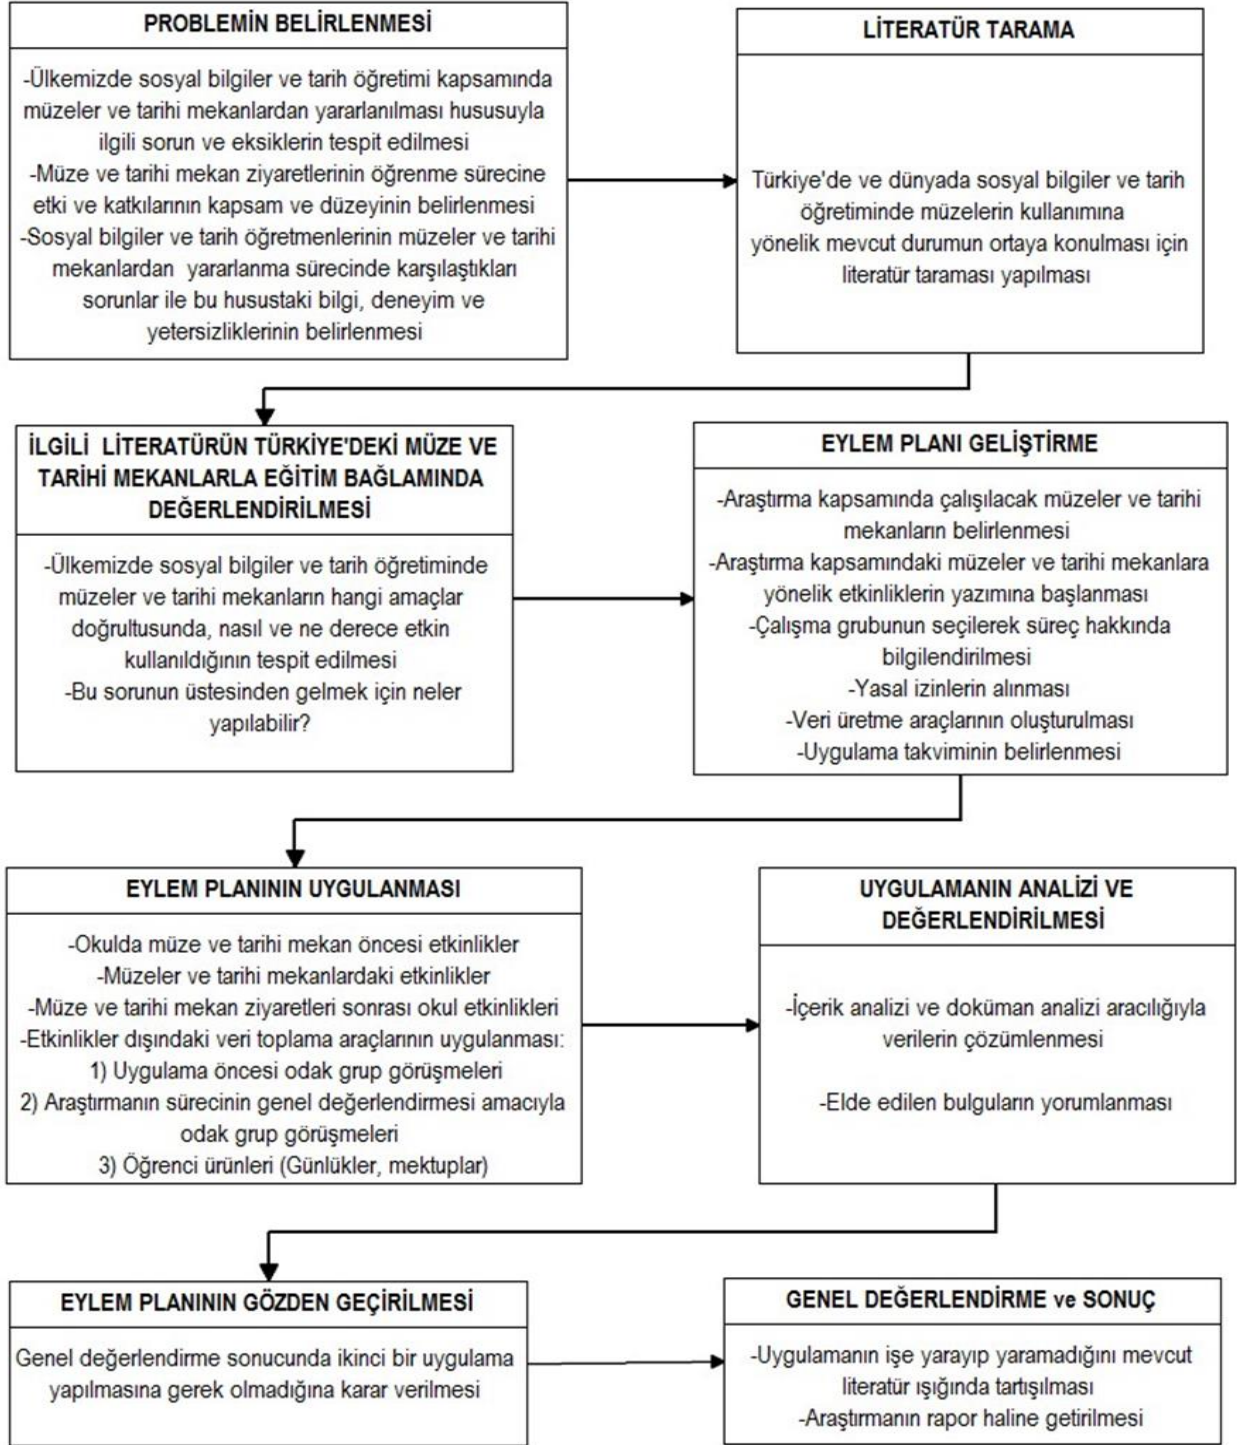 PROBLEMİN BELİRLENMESİ
-Ülkemizde sosyal bilgiler ve tarih öğretimi kapsamında
müzeler ve tarihi mekanlardan yararlanılması hususuyla
ilgili sorun ve eksiklerin tespit edilmesi
-Müze ve tarihi mekan ziyaretlerinin öğrenme sürecine
etki ve katkılarının kapsam ve düzeyinin belirlenmesi
-Sosyal bilgiler ve tarih öğretmenlerinin müzeler ve tarihi
mekanlardan yararlanma sürecinde karşılaştıkları
sorunlar ile bu husustaki bilgi, deneyim ve
yetersizliklerinin belirlenmesi
LİTERATÜR TARAMA
Türkiye'de ve dünyada sosyal bilgiler ve tarih
öğretiminde müzelerin kullanımına
yönelik mevcut durumun ortaya konulması için
literatür taraması yapılması
İLGİLİ LİTERATÜRÜN TÜRKİYE'DEKİ MÜZE VE
TARİHİ MEKANLARLA EĞİTİM BAĞLAMINDA
DEĞERLENDİRİLMESİ
-Ülkemizde sosyal bilgiler ve tarih öğretiminde
müzeler ve tarihi mekanların hangi amaçlar
doğrultusunda, nasıl ve ne derece etkin
kullanıldığının tespit edilmesi
-Bu sorunun üstesinden gelmek için neler
yapılabilir?
EYLEM PLANI GELİŞTİRME
-Araştırma kapsamında çalışılacak müzeler ve tarihi
mekanların belirlenmesi
-Araştırma kapsamındaki müzeler ve tarihi mekanlara
yönelik etkinliklerin yazımına başlanması
-Çalışma grubunun seçilerek süreç hakkında
bilgilendirilmesi
-Yasal izinlerin alınması
-Veri üretme araçlarının oluşturulması
-Uygulama takviminin belirlenmesi
EYLEM PLANININ UYGULANMASI
-Okulda müze ve tarihi mekan öncesi etkinlikler
-Müzeler ve tarihi mekanlardaki etkinlikler
-Müze ve tarihi mekan ziyaretleri sonrası okul etkinlikleri
-Etkinlikler dışındaki veri toplama araçlarının uygulanması:
1) Uygulama öncesi odak grup görüşmeleri
2) Araştırmanın sürecinin genel değerlendirmesi amacıyla
odak grup görüşmeleri
3) Öğrenci ürünleri (Günlükler, mektuplar)
UYGULAMANIN ANALİZİ VE
DEĞERLENDİRİLMESİ
-İçerik analizi ve doküman analizi aracılığıyla
verilerin çözümlenmesi
-Elde edilen bulguların yorumlanması
EYLEM PLANININ GÖZDEN GEÇİRİLMESİ
Genel değerlendirme sonucunda ikinci bir uygulama
yapılmasına gerek olmadığına karar verilmesi
GENEL DEĞERLENDİRME ve SONUÇ
-Uygulamanın işe yarayıp yaramadığını mevcut
literatür ışığında tartışılması
-Araştırmanın rapor haline getirilmesi